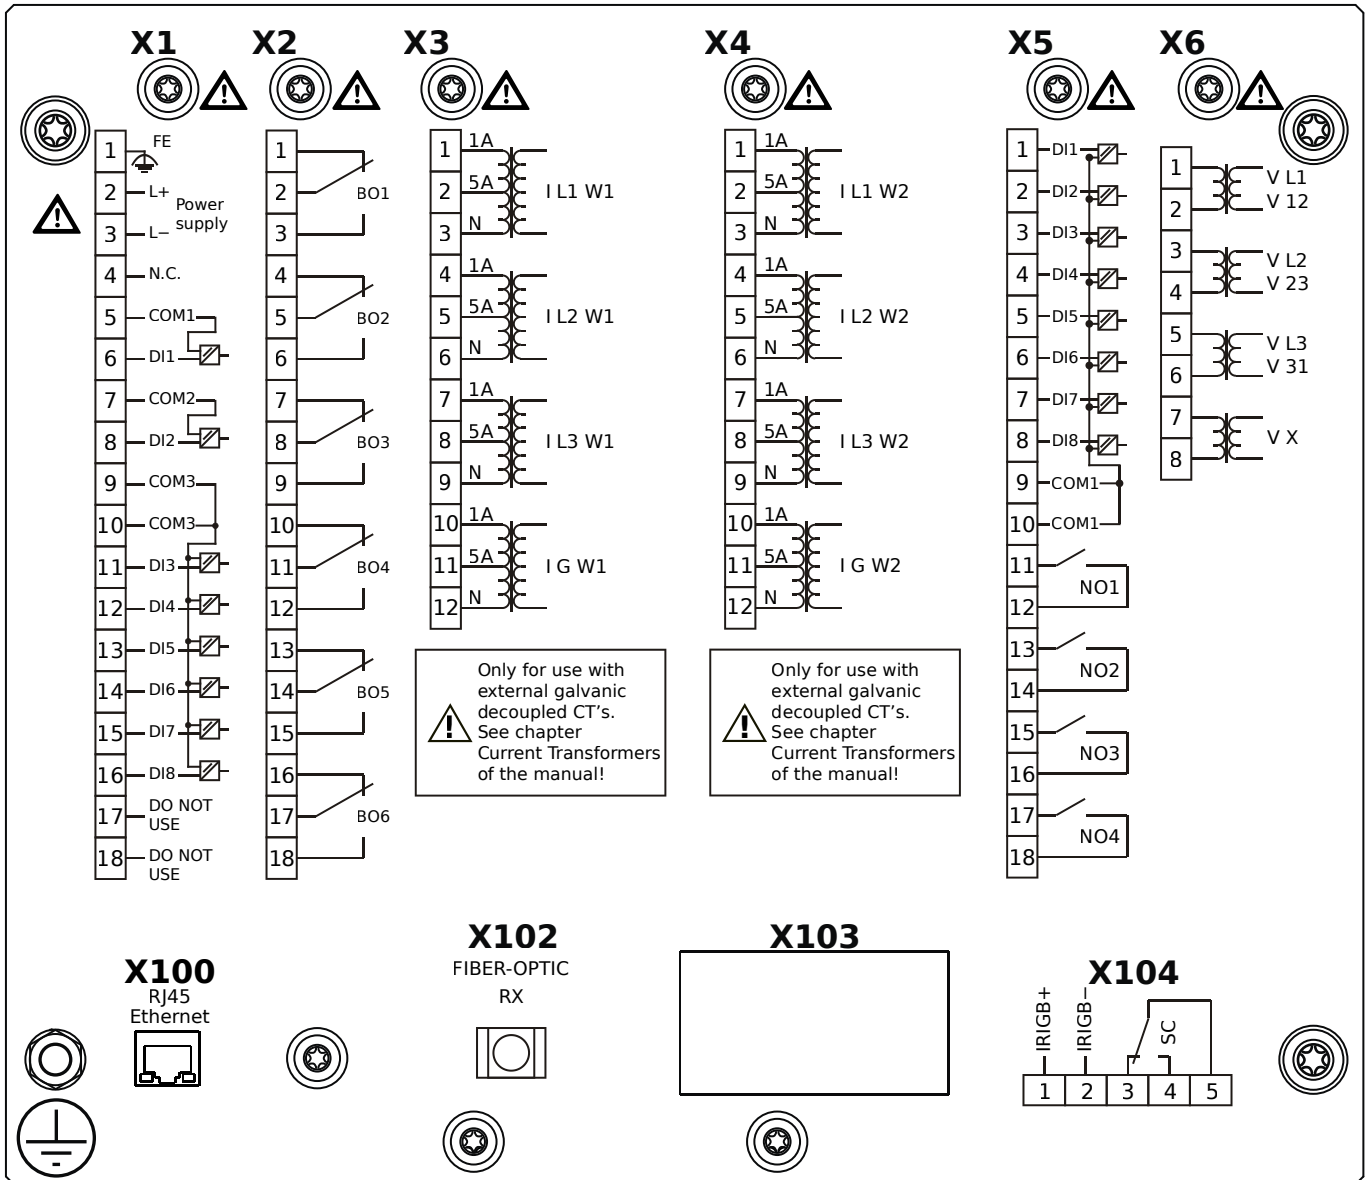 X1
1
FE
2
L+
Power
supply
3
L−
4
N.C.
5
COM1
6
DI1
7
COM2
8
DI2
9
COM3
10
COM3
11
DI3
12
DI4
13
DI5
14
DI6
15
DI7
16
DI8
17
DO NOT
USE
18
DO NOT
USE
X2
1
2
BO1
3
4
5
BO2
6
7
8
BO3
9
10
11
BO4
12
13
14
BO5
15
16
17
BO6
18
X3
1
1A
2
5A
I L1 W1
3
N
4
1A
5
5A
I L2 W1
6
N
7
1A
8
5A
I L3 W1
9
N
10
1A
11
5A
I G W1
12
N
Only for use with
external galvanic
decoupled CT's.
See chapter
Current Transformers
of the manual!
X4
1
1A
2
5A
I L1 W2
3
N
4
1A
5
5A
I L2 W2
6
N
7
1A
8
5A
I L3 W2
9
N
10
1A
11
5A
I G W2
12
N
Only for use with
external galvanic
decoupled CT's.
See chapter
Current Transformers
of the manual!
X5
1
DI1
2
DI2
3
DI3
4
DI4
5
DI5
6
DI6
7
DI7
8
DI8
9
COM1
10
COM1
11
NO1
12
13
NO2
14
15
NO3
16
17
NO4
18
X6
1
V L1
2
V 12
3
V L2
4
V 23
5
V L3
6
V 31
7
V X
8
X100
RJ45
Ethernet
X102
FIBER-OPTIC
RX
X103
X104
IRIGB+
IRIGB−
SC
1 2 3 4 5